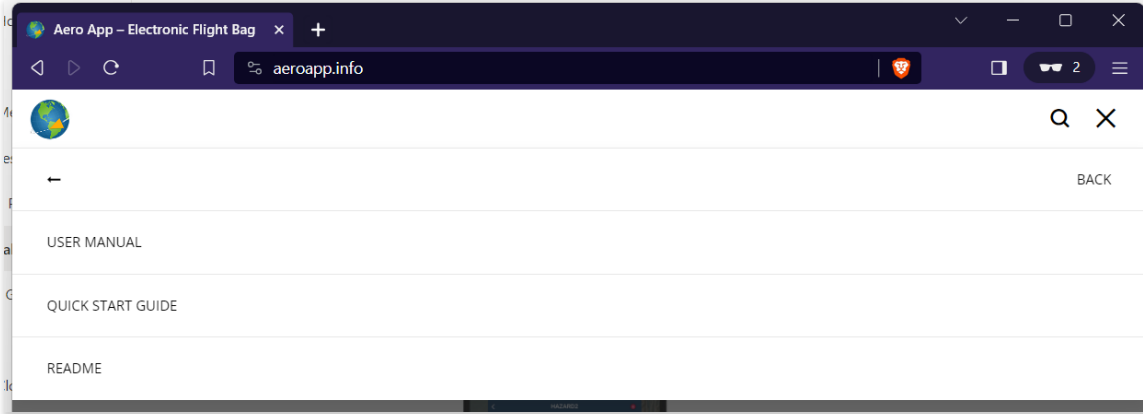 Aero App – Electronic Flight Bag
aeroapp.info
2
BACK
USER MANUAL
QUICK START GUIDE
README